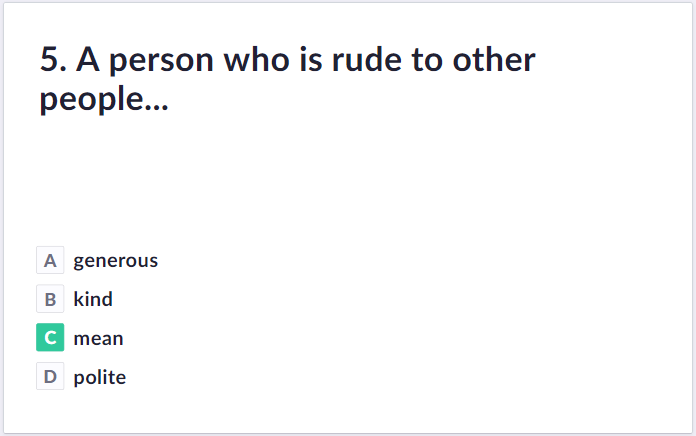 5. A person who is rude to other
people...
A generous
B kind
C mean
D polite